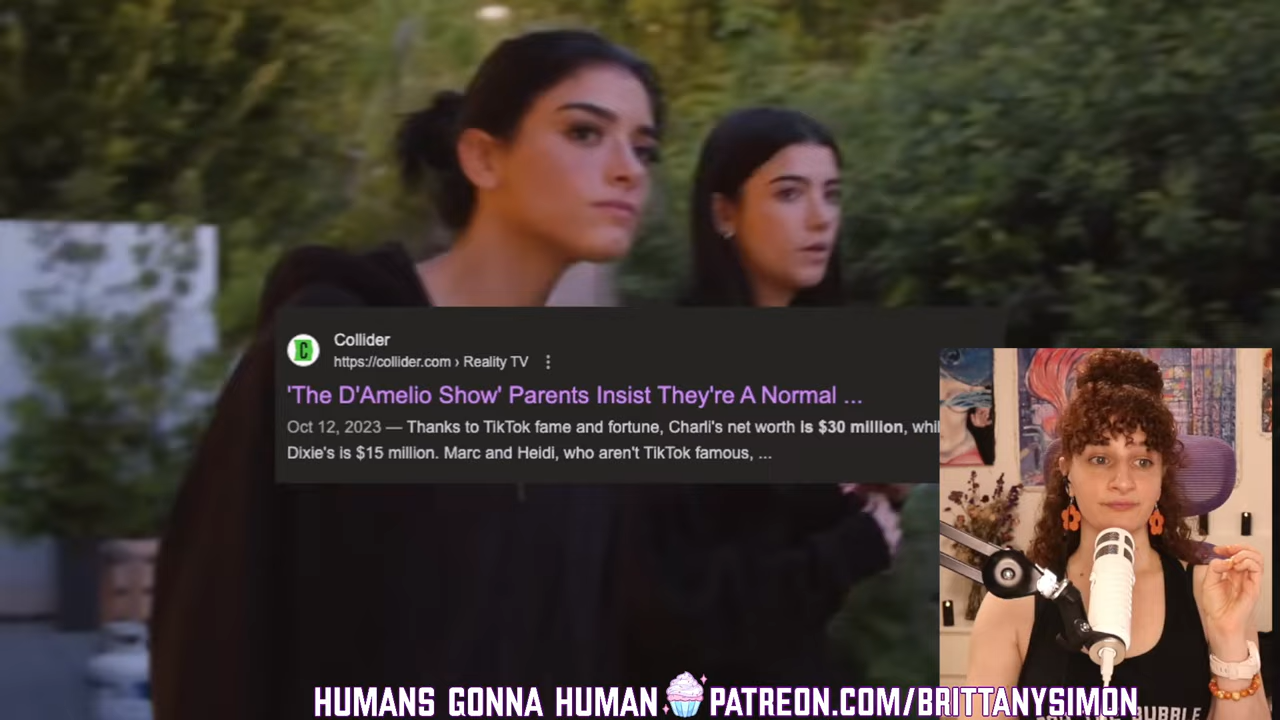 Collider
https://collider.com › Reality TV
'The D'Amelio Show' Parents Insist They're A Normal ...
Oct 12, 2023 — Thanks to TikTok fame and fortune, Charli's net worth is $30 million, whil
Dixie's is $15 million. Marc and Heidi, who aren't TikTok famous, ...
HUMANS GONNA HUMAN PATREON.COM/BRITTANYSIMON
BUBBLE